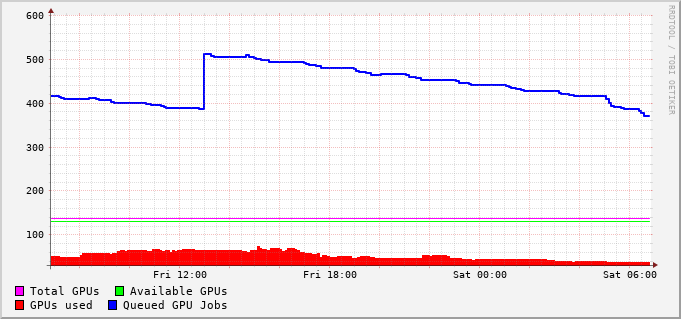 600
500
400
300
200
100
Fri 12:00 Fri 18:00 Sat 00:00 Sat 06:00
Total GPUs Available GPUs
GPUs used Queued GPU Jobs
RRDTOOL / TOBI OETIKER